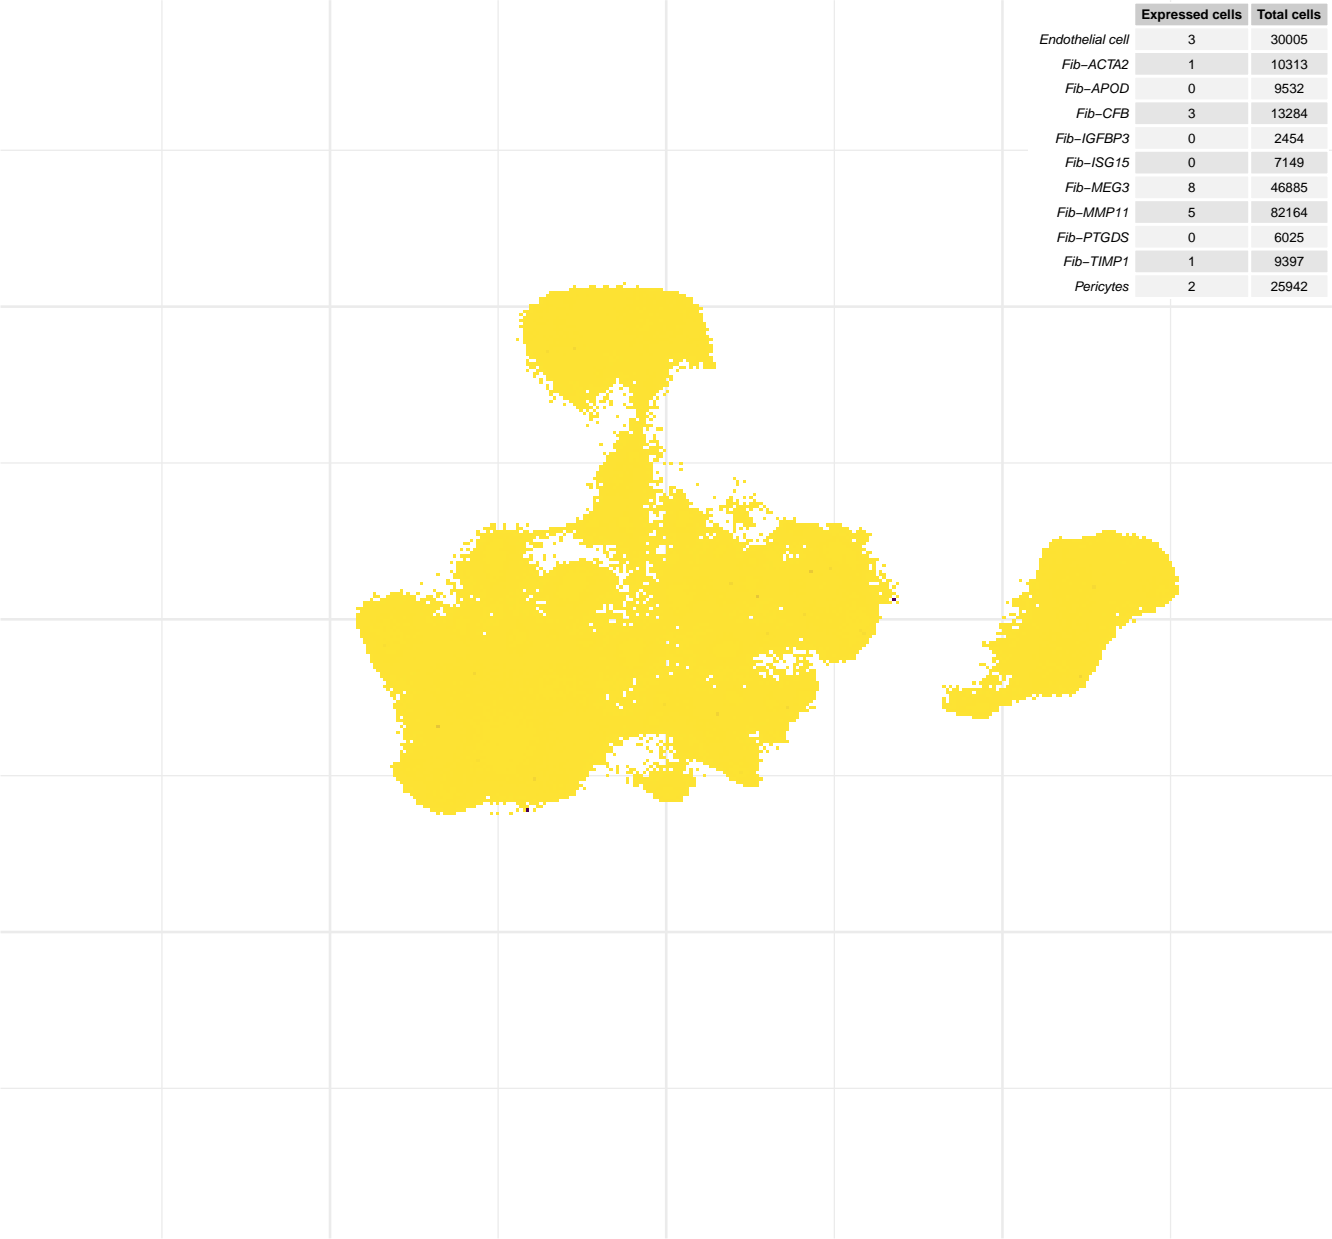 Expressed cells Total cells
Endothelial cell 3 30005
Fib−ACTA2 1 10313
Fib−APOD 0 9532
Fib−CFB 3 13284
Fib−IGFBP3 0 2454
Fib−ISG15 0 7149
Fib−MEG3 8 46885
Fib−MMP11 5 82164
Fib−PTGDS 0 6025
Fib−TIMP1 1 9397
Pericytes 2 25942